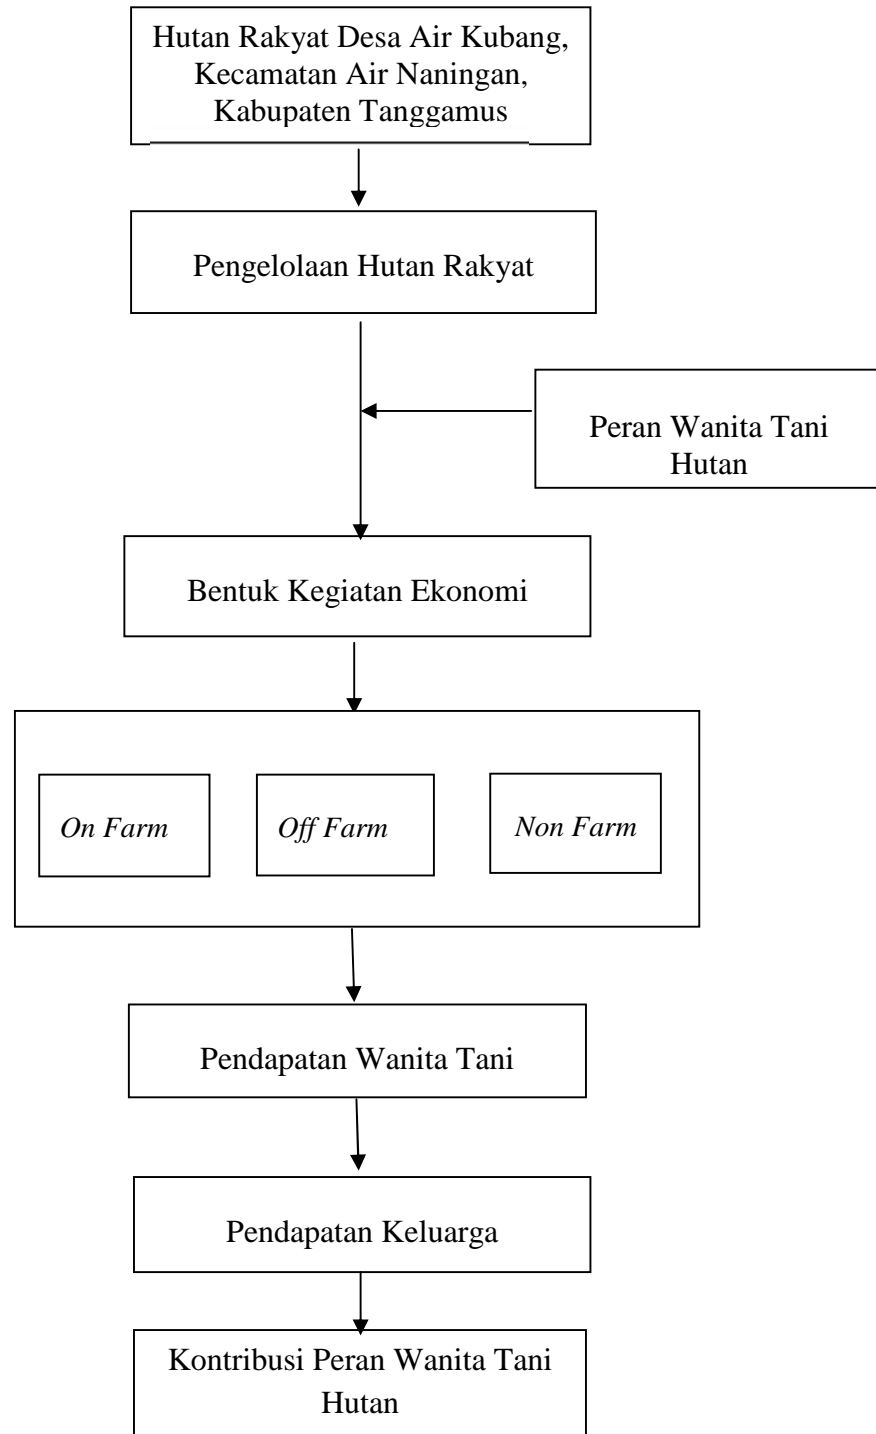 Hutan Rakyat Desa Air Kubang,
Kecamatan Air Naningan,
Kabupaten Tanggamus
Pengelolaan Hutan Rakyat
Peran Wanita Tani
Hutan
Bentuk Kegiatan Ekonomi
On Farm
Off Farm
Non Farm
Pendapatan Wanita Tani
Pendapatan Keluarga
Kontribusi Peran Wanita Tani
Hutan